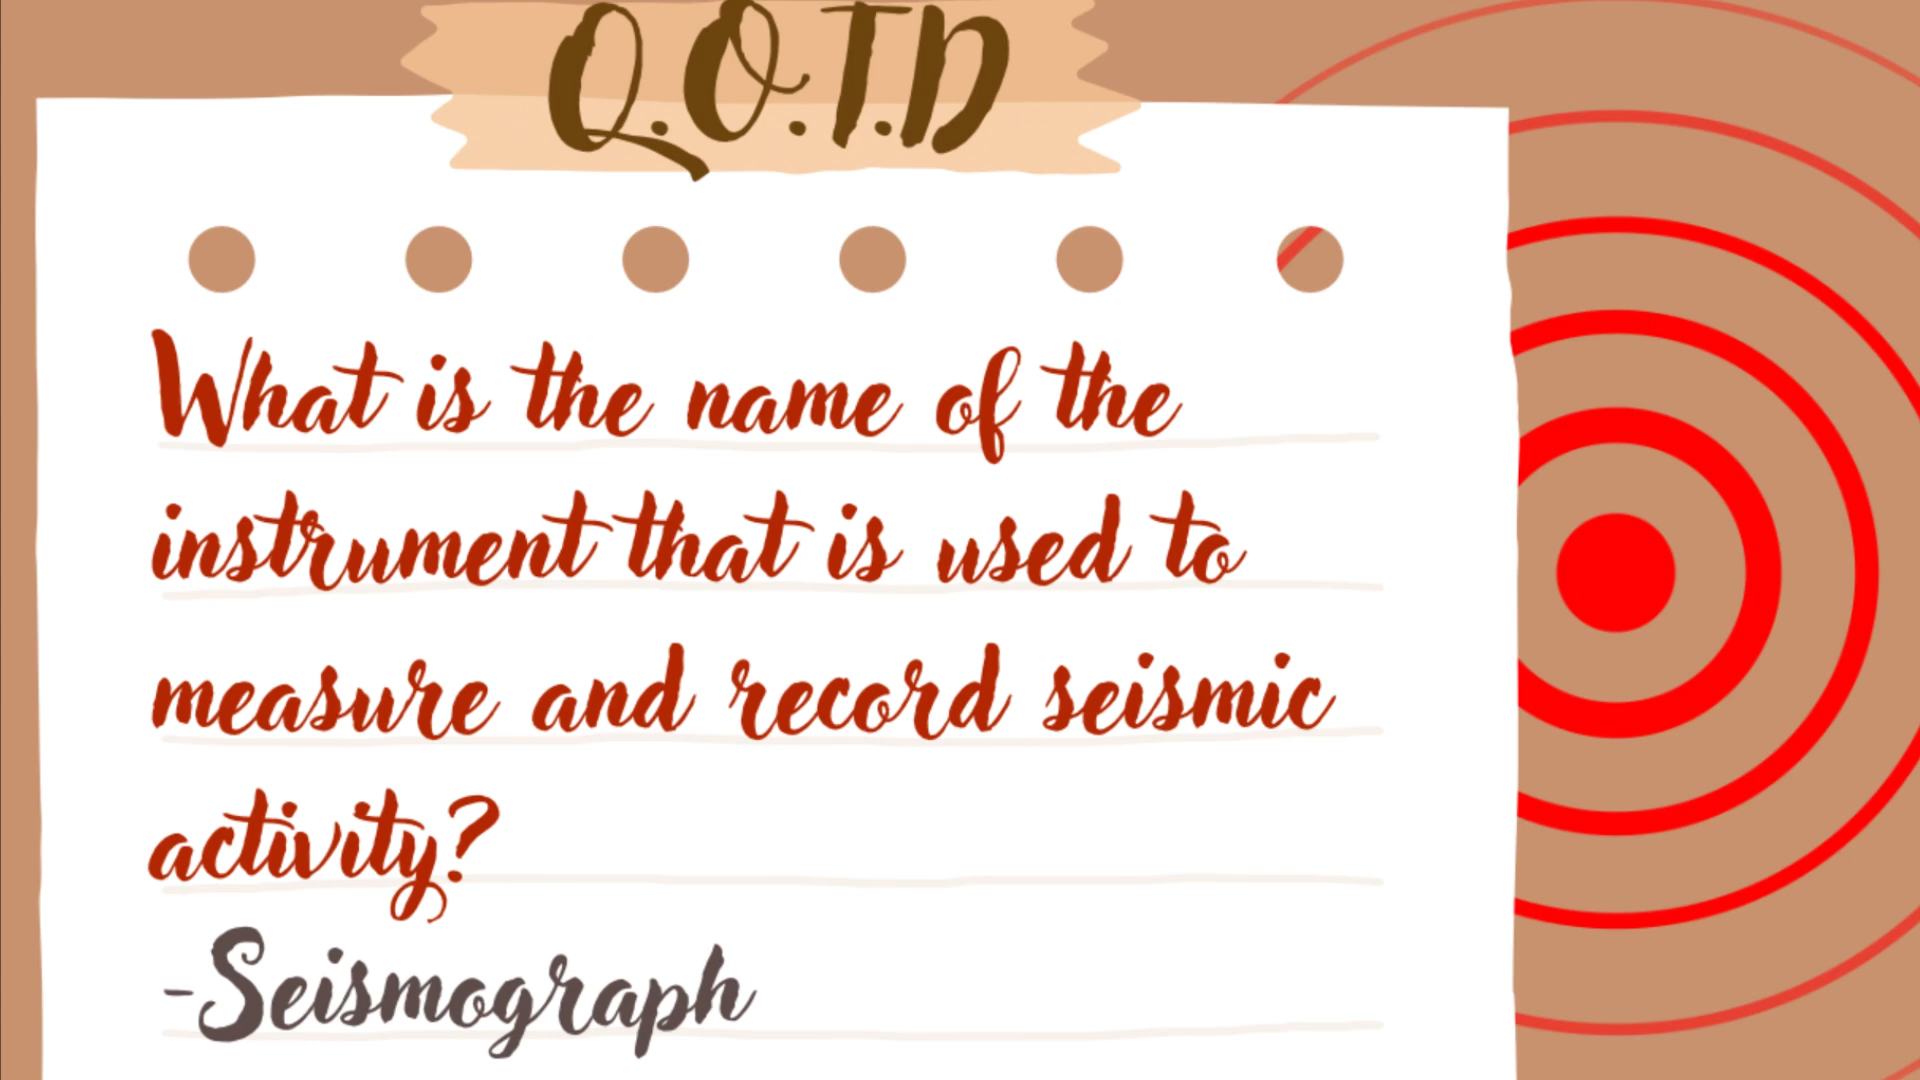 Q.O.T.D
What is the name of the
instrument that is used to
measure and record seismic
activity?
-Seismograph